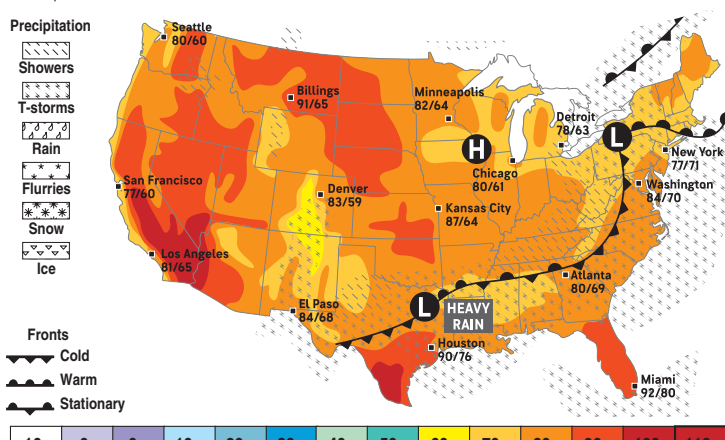 Precipitation
Showers
T-storms
Rain
Flurries
Snow
Ice
Fronts
Cold
Warm
Stationary
Seattle
80/60
Billings
91/65
Minneapolis
82/64
Detroit
78/63
H
L
Chicago
80/61
New York
77/71
San Francisco
77/60
Denver
83/59
Washington
84/70
Kansas City
87/64
Los Angeles
81/65
Atlanta
80/69
El Paso
84/68
L
HEAVY
RAIN
Houston
90/76
Miami
92/80